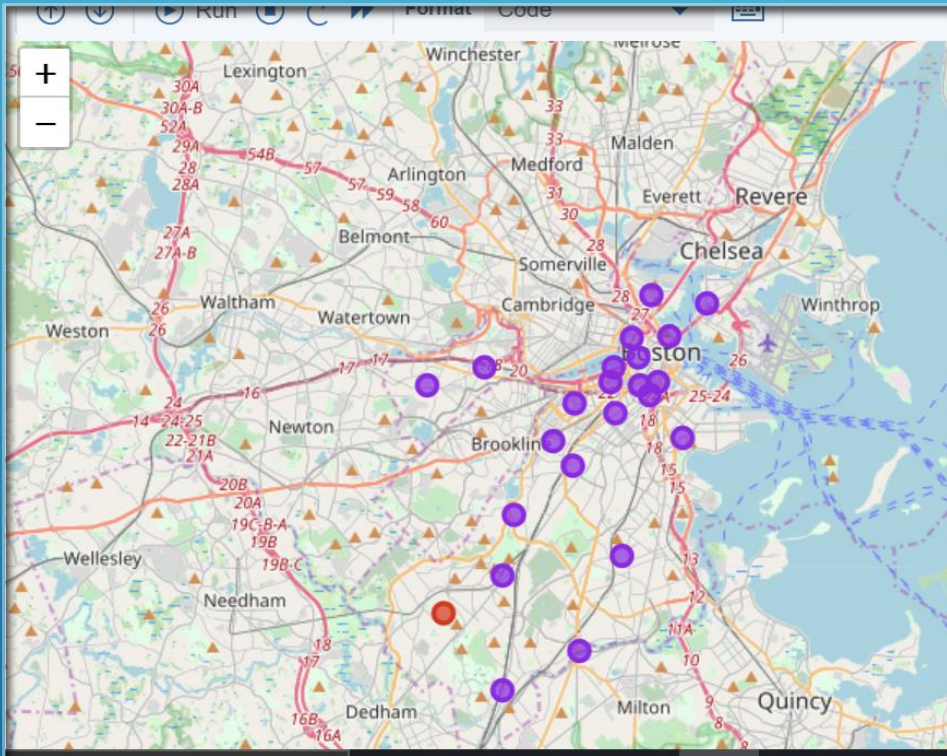 Run Format Code
Melrose
Winchester
+
Lexington
−
30A
30A-B
52A
29A
28
28A
33
33
Malden
54B
57
57
59
58
60
Arlington
Medford
31
30
Everett
Revere
27A
27A-B
Belmont
28
Chelsea
Somerville
26
26
Waltham
Watertown
Cambridge
28
27
Winthrop
Weston
Boston
17
17
20
26
16
22
25-24
24
14
24-25
22-21B
21A
Newton
Brooklin
18
18
15
15
20B
20A
19C-B-A
19B
19B-C
Wellesley
13
Needham
12
11A
18
17
10
16B
16A
Dedham
Milton
Quincy
9
8
8